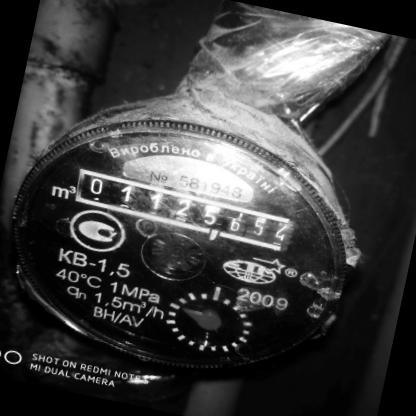 Вироблено в Україні
№ 581948
m³ 0 1 1 2 5 6 5 2
КВ-1,5
40°C 1MPa
qn 1,5m³/h
BH/AV
2009
SHOT ON REDMI NOTE
MI DUAL CAMERA